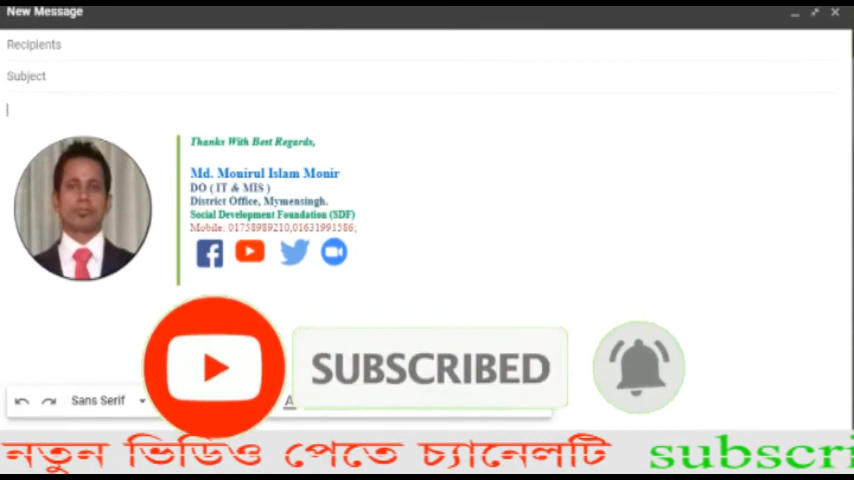 New Message
Recipients
Subject
Thanks With Best Regards,
Md. Monirul Islam Monir
DO ( IT & MIS )
District Office, Mymensingh.
Social Development Foundation (SDF)
Mobile: 01758989210,01631991586;
SUBSCRIBED
Sans Serif
A
নতুন ভিডিও পেতে চ্যানেলটি subscri